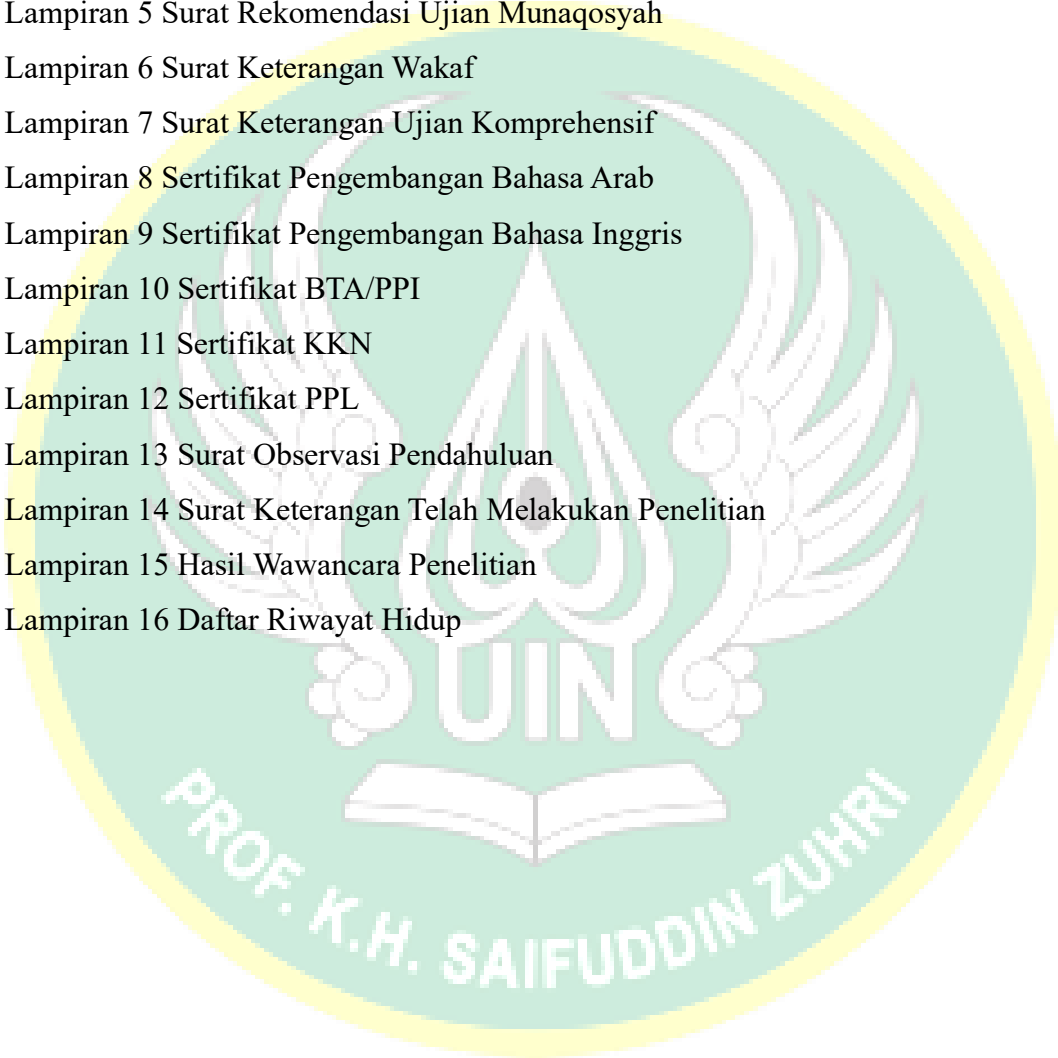 Lampiran 5 Surat Rekomendasi Ujian Munaqosyah
Lampiran 6 Surat Keterangan Wakaf
Lampiran 7 Surat Keterangan Ujian Komprehensif
Lampiran 8 Sertifikat Pengembangan Bahasa Arab
Lampiran 9 Sertifikat Pengembangan Bahasa Inggris
Lampiran 10 Sertifikat BTA/PPI
Lampiran 11 Sertifikat KKN
Lampiran 12 Sertifikat PPL
Lampiran 13 Surat Observasi Pendahuluan
Lampiran 14 Surat Keterangan Telah Melakukan Penelitian
Lampiran 15 Hasil Wawancara Penelitian
Lampiran 16 Daftar Riwayat Hidup
UIN
PROF. K.H. SAIFUDDIN ZUHRI